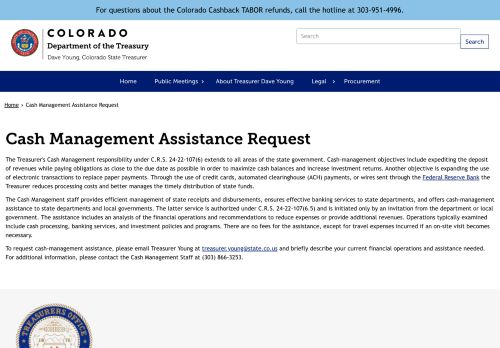 For questions about the Colorado Cashback TABOR refunds, call the hotline at 303-951-4996.
COLORADO
Department of the Treasury
Dave Young, Colorado State Treasurer
Search
Search
Home
Public Meetings
About Treasurer Dave Young
Legal
Procurement
Home > Cash Management Assistance Request
Cash Management Assistance Request
The Treasurer's Cash Management responsibility under C.R.S. 24-22-107(6) extends to all areas of the state government. Cash-management objectives include expediting the deposit
of revenues while paying obligations as close to the due date as possible in order to maximize cash balances and increase investment returns. Another objective is expanding the use
of electronic transactions to replace paper payments. Through the use of credit cards, automated clearinghouse (ACH) payments, or wires sent through the Federal Reserve Bank the
Treasurer reduces processing costs and better manages the timely distribution of state funds.
The Cash Management staff provides efficient management of state receipts and disbursements, ensures effective banking services to state departments, and offers cash-management
assistance to state departments and local governments. The latter service is authorized under C.R.S. 24-22-107(6.5) and is initiated only by an invitation from the department or local
government. The assistance includes an analysis of the financial operations and recommendations to reduce expenses or provide additional revenues. Operations typically examined
include cash processing, banking services, and investment policies and programs. There are no fees for the assistance, except for travel expenses incurred if an on-site visit becomes
necessary.
To request cash-management assistance, please email Treasurer Young at treasurer.young@state.co.us and briefly describe your current financial operations and assistance needed.
For additional information, please contact the Cash Management Staff at (303) 866-3253.
TREASURERS OFFICE